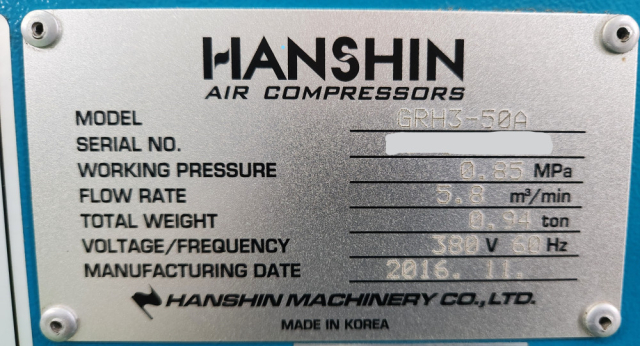 HANSHIN
AIR COMPRESSORS
MODEL GRH3-50A
SERIAL NO.
WORKING PRESSURE 0.85 MPa
FLOW RATE 5.8 m³/min
TOTAL WEIGHT 0.94 ton
VOLTAGE/FREQUENCY 380 V 60 Hz
MANUFACTURING DATE 2016. 11.
HANSHIN MACHINERY CO., LTD.
MADE IN KOREA